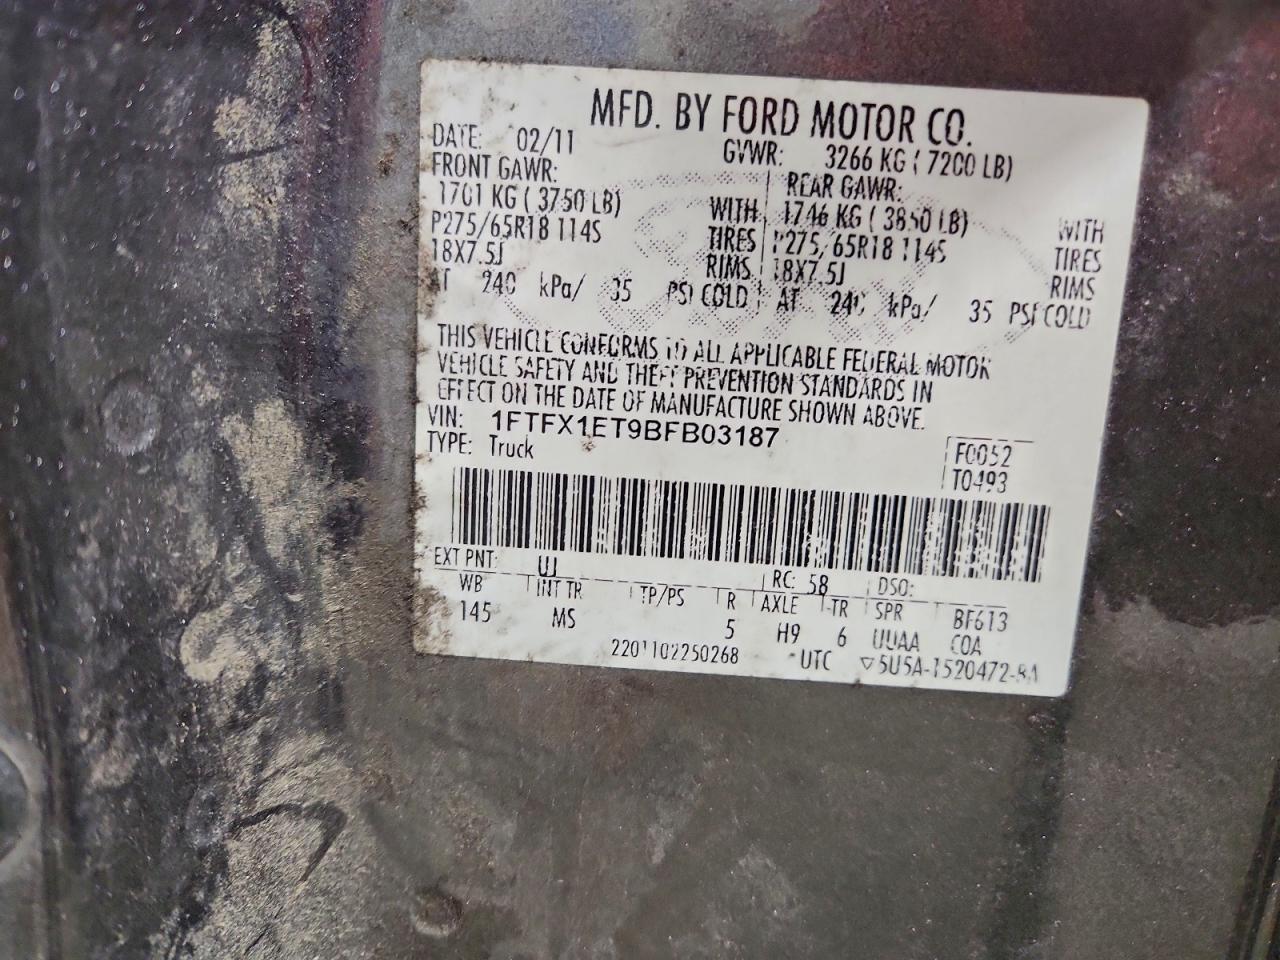 MFD. BY FORD MOTOR CO.
DATE: 02/11 GVWR: 3266 KG ( 7200 LB)
FRONT GAWR: REAR GAWR:
1701 KG ( 3750 LB) WITH 1746 KG ( 3850 LB) WITH
P275/65R18 114S TIRES P275/65R18 114S TIRES
18X7.5J RIMS 18X7.5J RIMS
AT 240 kPa/ 35 PSI COLD AT 240 kPa/ 35 PSI COLD
THIS VEHICLE CONFORMS TO ALL APPLICABLE FEDERAL MOTOR
VEHICLE SAFETY AND THEFT PREVENTION STANDARDS IN
EFFECT ON THE DATE OF MANUFACTURE SHOWN ABOVE.
VIN: 1FTFX1ET9BFB03187
TYPE: Truck
F0052
T0493
EXT PNT: UJ RC: 58 DSO:
WB INT TR TP/PS R AXLE TR SPR BF613
145 MS 5 H9 6 UUAA COA
2201102250268 UTC ▽5U5A-1520472-BA